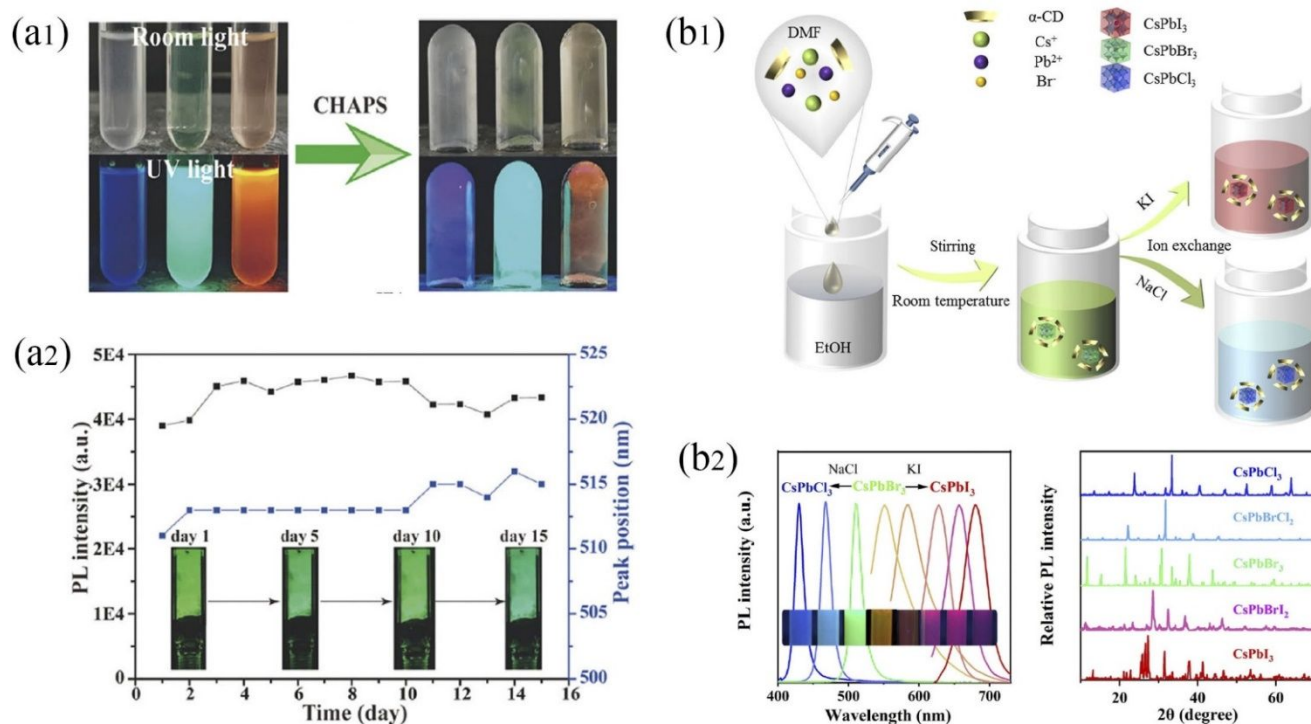 (a1)
Room light
UV light
CHAPS
(a2)
5E4
4E4
3E4
2E4
1E4
0
PL intensity (a.u.)
525
520
515
510
505
500
Peak position (nm)
day 1
day 5
day 10
day 15
0 2 4 6 8 10 12 14 16
Time (day)
(b1)
DMF
α-CD
Cs⁺
Pb²⁺
Br⁻
CsPbI₃
CsPbBr₃
CsPbCl₃
Stirring
Room temperature
EtOH
KI
Ion exchange
NaCl
(b2)
PL intensity (a.u.)
NaCl KI
CsPbCl₃ CsPbBr₃ CsPbI₃
400 500 600 700
Wavelength (nm)
Relative PL intensity
CsPbCl₃
CsPbBrCl₂
CsPbBr₃
CsPbBrI₂
CsPbI₃
20 40 60
2θ (degree)